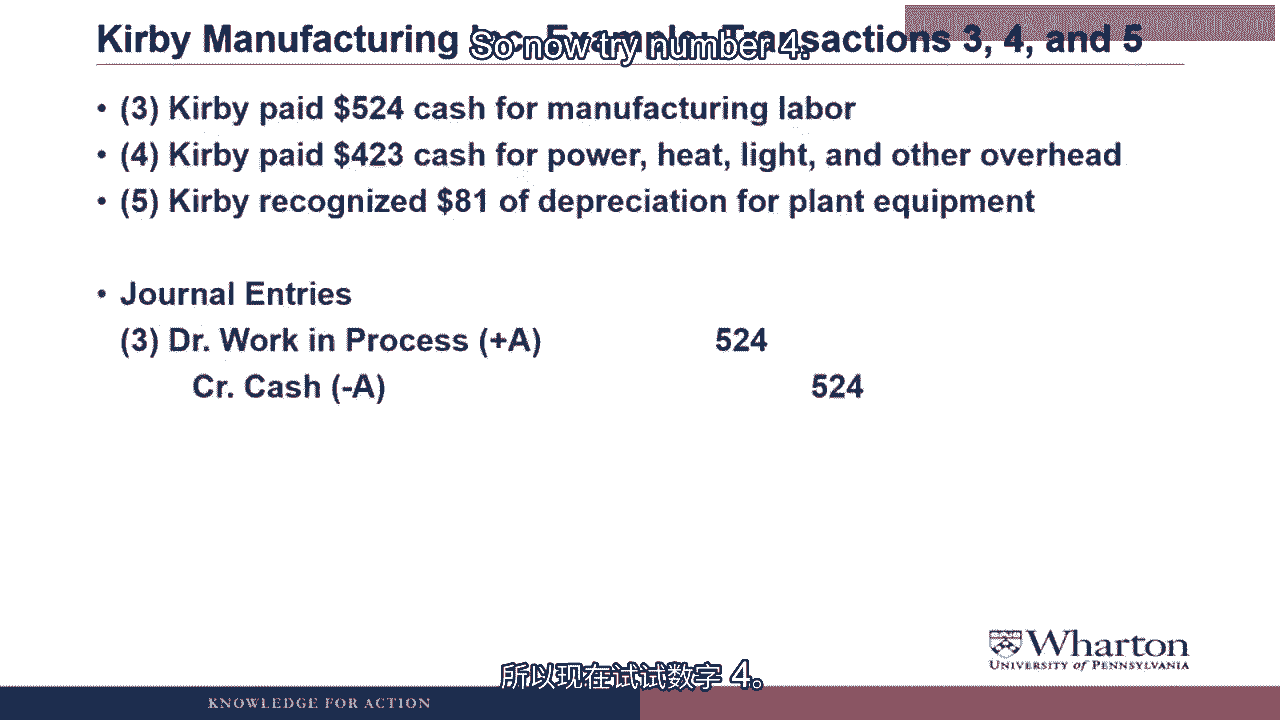 Kirby Manufacturing Inc. Example: Transactions 3, 4, and 5
So now try number 4.
• (3) Kirby paid $524 cash for manufacturing labor
• (4) Kirby paid $423 cash for power, heat, light, and other overhead
• (5) Kirby recognized $81 of depreciation for plant equipment
• Journal Entries
(3) Dr. Work in Process (+A) 524
Cr. Cash (-A) 524
Wharton
UNIVERSITY of PENNSYLVANIA
所以现在试试数字 4。
KNOWLEDGE FOR ACTION